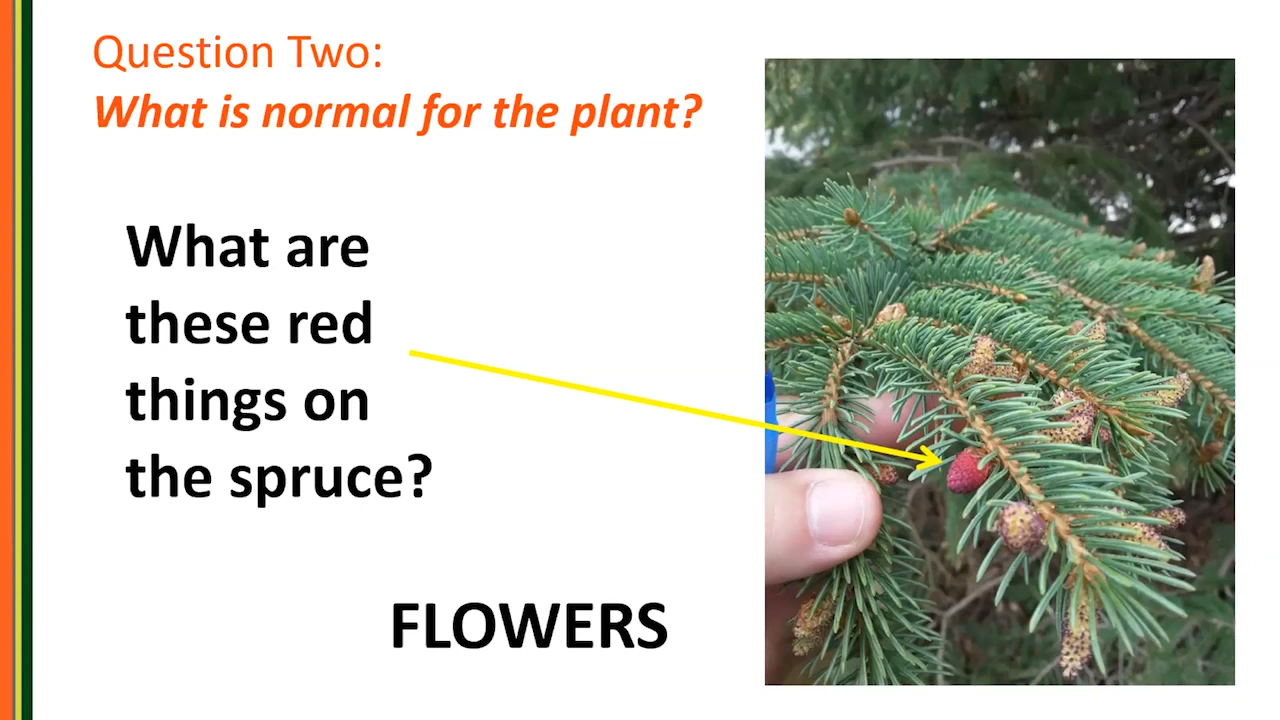 Question Two:
What is normal for the plant?
What are
these red
things on
the spruce?
FLOWERS